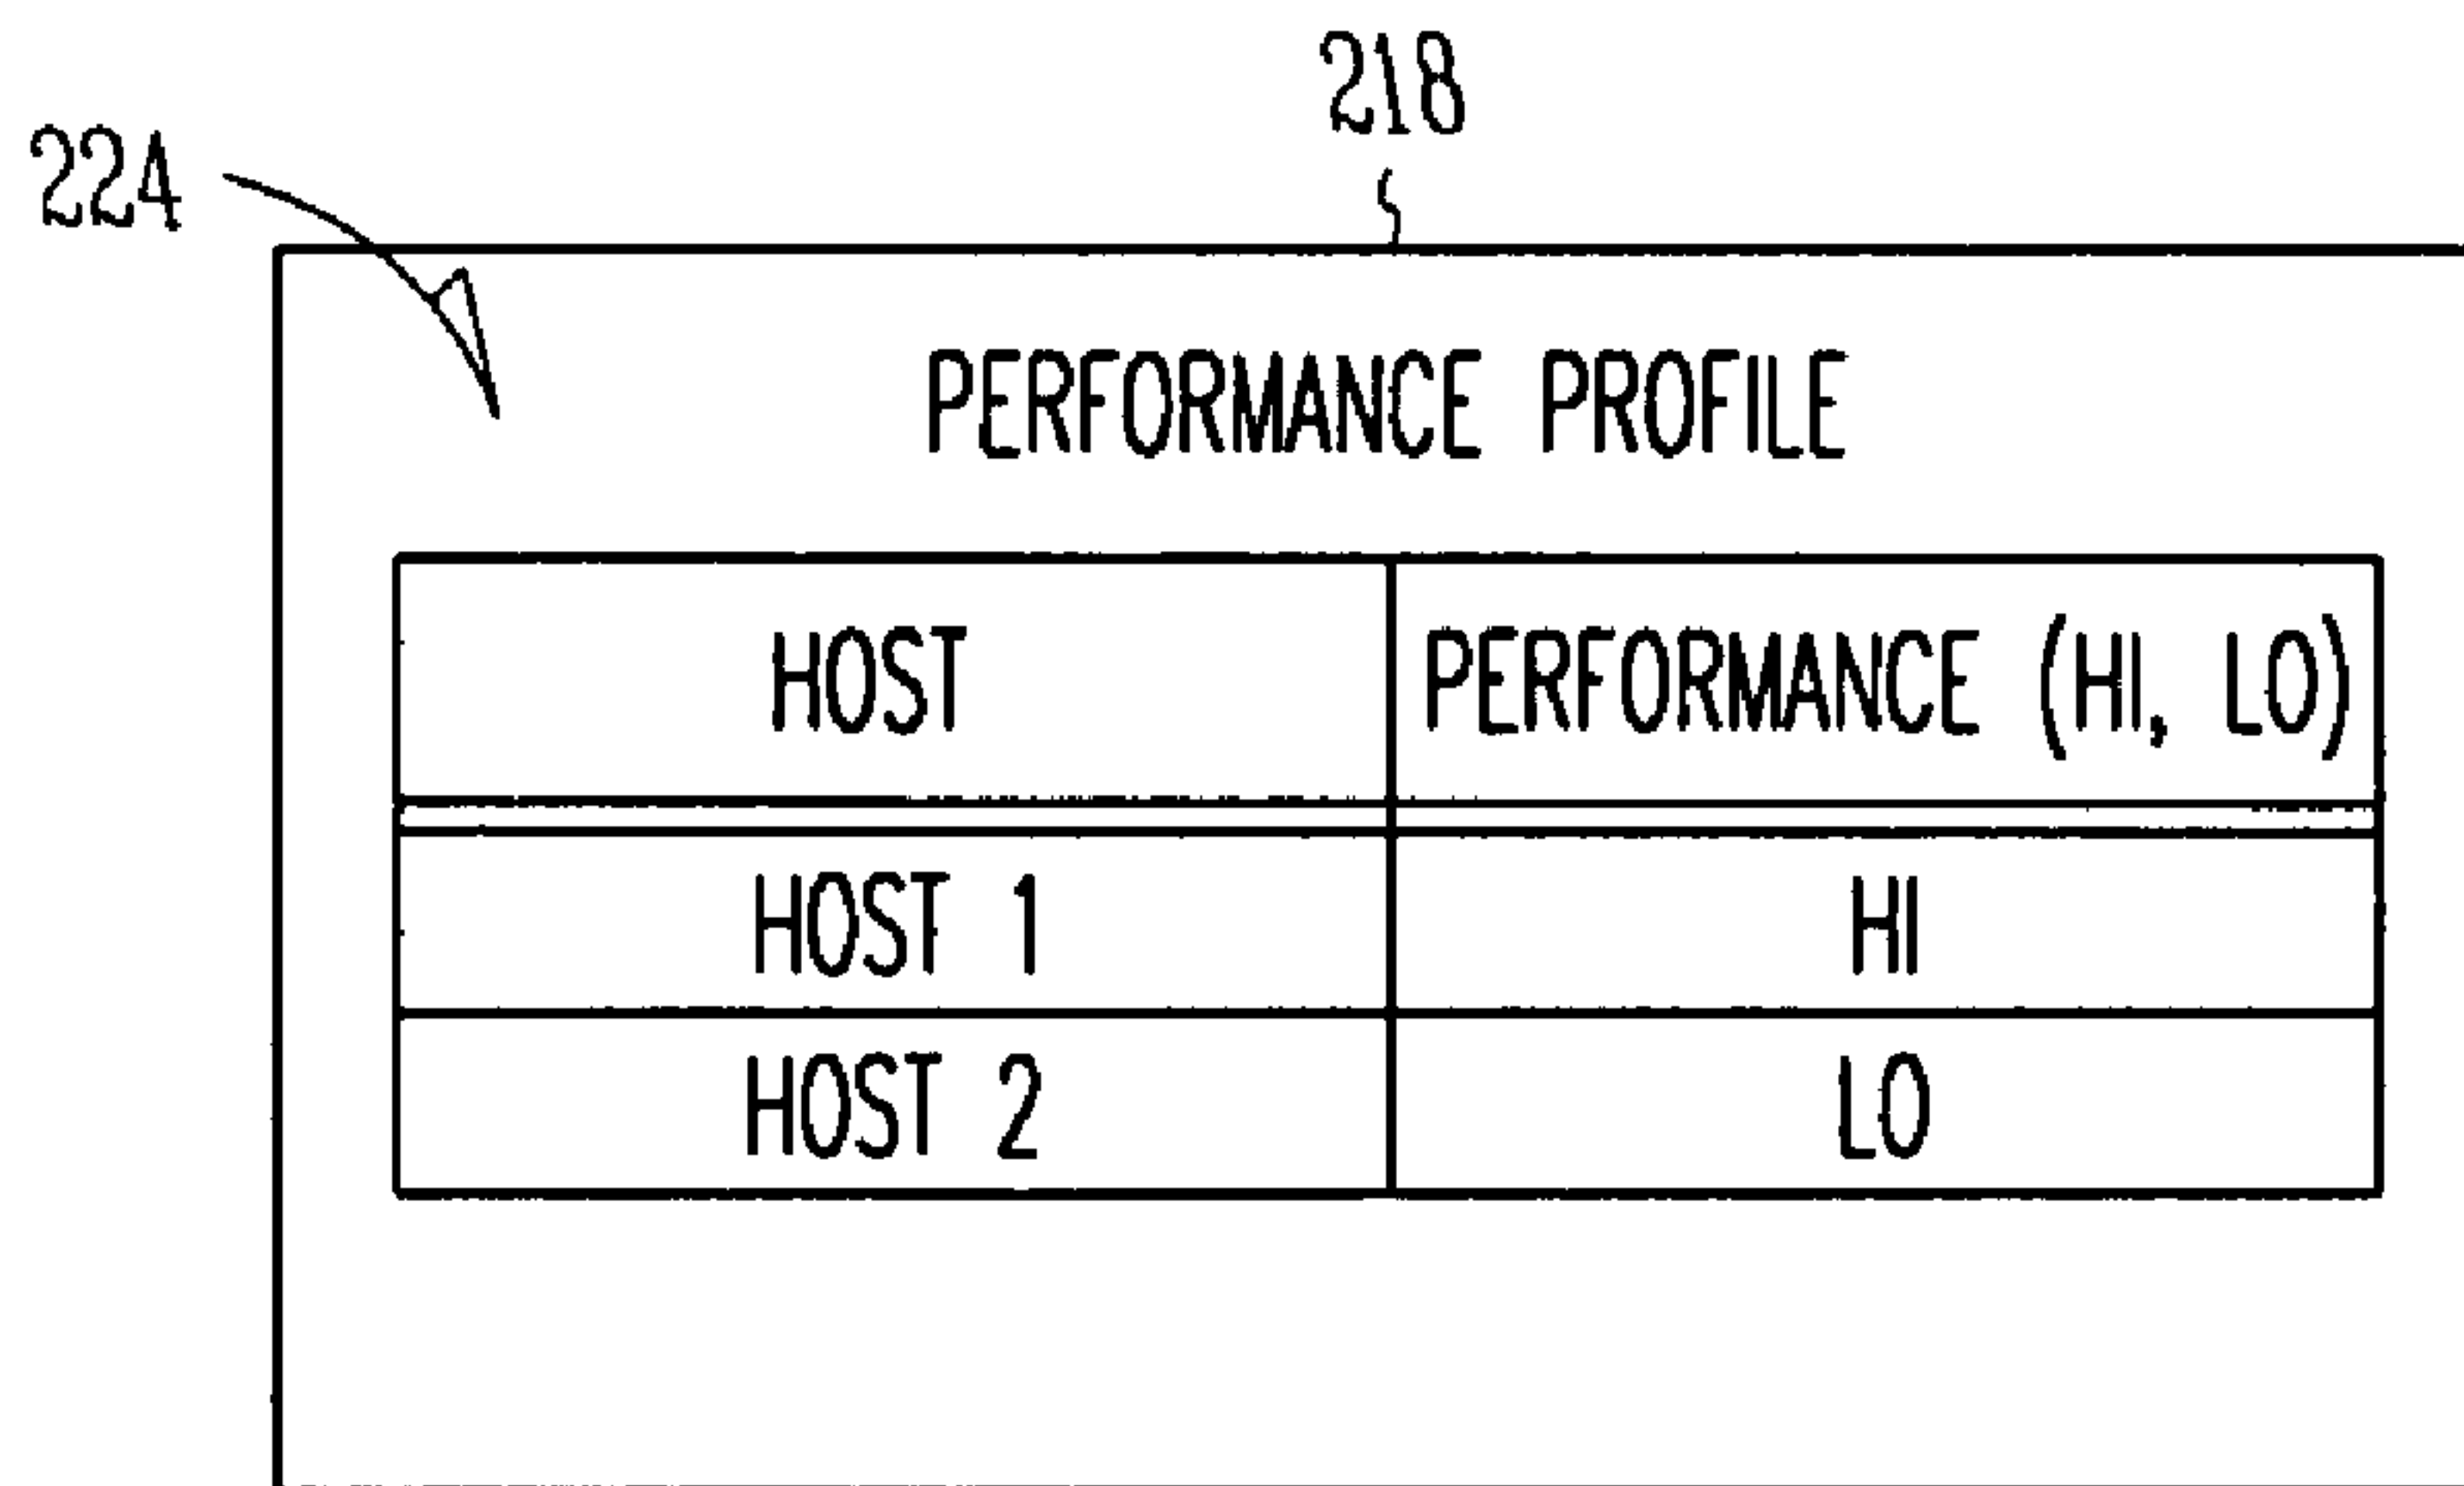 218
224
PERFORMANCE PROFILE
HOST PERFORMANCE (HI, LO)
HOST 1 HI
HOST 2 LO